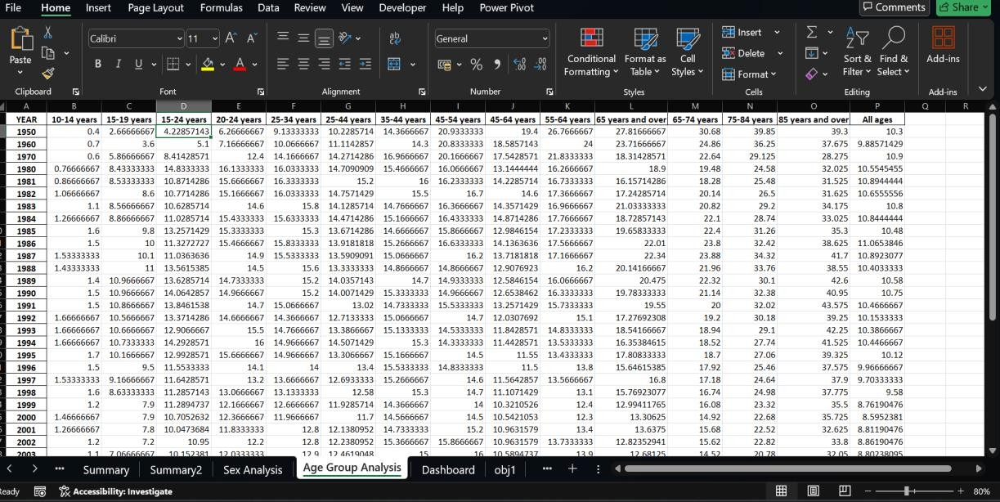 File Home Insert Page Layout Formulas Data Review View Developer Help Power Pivot Comments Share
Calibri 11 General Insert
Paste Conditional Format as Cell Delete Sort & Find & Add-ins
B I U A % Formatting Table Styles Format Filter Select
Clipboard Font Alignment Number Styles Cells Editing Add-ins
A B C D E F G H I J K L M N O P Q R
YEAR 10-14 years 15-19 years 15-24 years 20-24 years 25-34 years 25-44 years 35-44 years 45-54 years 45-64 years 55-64 years 65 years and over 65-74 years 75-84 years 85 years and over All ages
1950 0.4 2.66666667 4.22857143 6.26666667 9.13333333 10.2285714 14.3666667 20.9333333 19.4 26.7666667 27.81666667 30.68 39.85 39.3 10.3
1960 0.7 3.6 5.1 7.16666667 10.0666667 11.1142857 14.3 20.8333333 18.5857143 24 23.71666667 24.86 36.25 37.675 9.88571429
1970 0.6 5.86666667 8.41428571 12.4 14.1666667 14.2714286 16.9666667 20.1666667 17.5428571 21.8333333 18.31428571 22.64 29.125 28.275 10.9
1980 0.76666667 8.43333333 14.8333333 16.1333333 16.0333333 14.7090909 15.4666667 16.0666667 13.1444444 16.2666667 18.9 19.48 24.58 32.025 10.5545455
1981 0.86666667 8.53333333 10.8714286 15.6666667 16.3333333 15.2 16 16.2333333 14.2285714 16.7333333 16.15714286 18.28 25.48 31.525 10.8944444
1982 1.06666667 8.6 10.7714286 15.1666667 16.0333333 14.7571429 15.5 16.7 14.6 17.3666667 17.24285714 20.14 26.5 31.625 10.6555556
1983 1.1 8.56666667 10.6285714 14.6 15.8 14.1285714 14.7666667 16.3666667 14.3571429 16.9666667 21.03333333 20.82 29.2 34.175 10.8
1984 1.26666667 8.86666667 11.0285714 15.4333333 15.6333333 14.4714286 15.1666667 16.4333333 14.8714286 17.7666667 18.72857143 22.1 28.74 33.025 10.8444444
1985 1.6 9.8 13.2571429 15.3333333 15.3 13.6714286 14.6666667 15.8666667 12.9846154 17.2333333 19.65833333 22.4 31.26 35.3 10.48
1986 1.5 10 11.3272727 15.4666667 15.8333333 13.9181818 15.2666667 16.6333333 14.1363636 17.5666667 22.01 23.8 32.42 38.625 11.0653846
1987 1.53333333 10.1 11.0363636 14.9 15.5333333 13.5909091 15.0666667 16.2 13.7181818 17.1666667 22.34 23.88 34.32 41.7 10.8923077
1988 1.43333333 11 13.5615385 14.5 15.6 13.3333333 14.8666667 14.8666667 12.9076923 16.2 20.14166667 21.96 33.76 38.55 10.4033333
1989 1.4 10.9666667 13.6285714 14.7333333 15.2 14.0357143 14.7 14.9333333 12.5846154 16.0666667 20.475 22.32 30.1 42.6 10.58
1990 1.5 10.9666667 14.0642857 14.9666667 15.2 14.0071429 15.3333333 14.9666667 12.6538462 16.3333333 19.78333333 21.14 32.38 40.95 10.75
1991 1.5 10.8666667 13.8461538 14.7 15.0666667 13.02 14.7333333 15.5333333 13.2571429 15.7333333 19.55 20 32.02 43.575 10.4666667
1992 1.66666667 10.5666667 13.3714286 14.6666667 14.3666667 12.7133333 15.0666667 14.7 12.0307692 15.1 17.27692308 19.2 30.18 39.25 10.1533333
1993 1.66666667 10.6666667 12.9066667 15.5 14.7666667 13.3866667 15.1333333 14.5333333 11.8428571 14.8333333 18.54166667 18.94 29.1 42.25 10.3866667
1994 1.66666667 10.7333333 14.2928571 16 14.9666667 14.5071429 15.3 14.3333333 11.4428571 13.5333333 16.35384615 18.52 27.74 41.525 10.4466667
1995 1.7 10.1666667 12.9928571 15.6666667 14.9666667 13.3066667 15.1666667 14.5 11.55 13.4333333 17.80833333 18.7 27.06 39.325 10.12
1996 1.5 9.5 11.5533333 14.1 14 13.4 15.5333333 14.8333333 11.5 13.8 15.64615385 17.92 25.46 37.575 9.96666667
1997 1.53333333 9.16666667 11.6428571 13.2 13.6666667 12.6933333 15.2666667 14.6 11.5642857 13.5666667 16.8 17.18 24.64 37.9 9.70333333
1998 1.6 8.63333333 11.2857143 13.0666667 13.1333333 12.58 15.3 14.7 11.1071429 13.1 15.76923077 16.74 24.98 37.775 9.58
1999 1.2 7.9 11.2894737 12.1666667 12.6666667 11.9285714 14.3666667 14 10.3210526 12.4 12.99411765 16.08 23.32 35.5 8.76190476
2000 1.46666667 7.9 10.7052632 12.3666667 11.9666667 11.7 14.5666667 14.5 10.5421053 12.3 13.30625 14.92 22.68 35.725 8.5952381
2001 1.26666667 7.8 10.0473684 11.8333333 12.8 12.1380952 14.7333333 15.2 10.9631579 13.4 13.6375 15.68 22.52 32.625 8.81190476
2002 1.2 7.2 10.95 12.2 12.8 12.2380952 15.3666667 15.8666667 10.9631579 13.7333333 12.82352941 15.62 22.82 33.8 8.86190476
2003 1.1 7.06666667 10.152381 12.0333333 12.9 12.4619048 15 16 10.5894737 13.9 12.68125 14.52 20.78 32.05 8.80238095
Summary Summary2 Sex Analysis Age Group Analysis Dashboard obj1
eady Accessibility: Investigate 80%